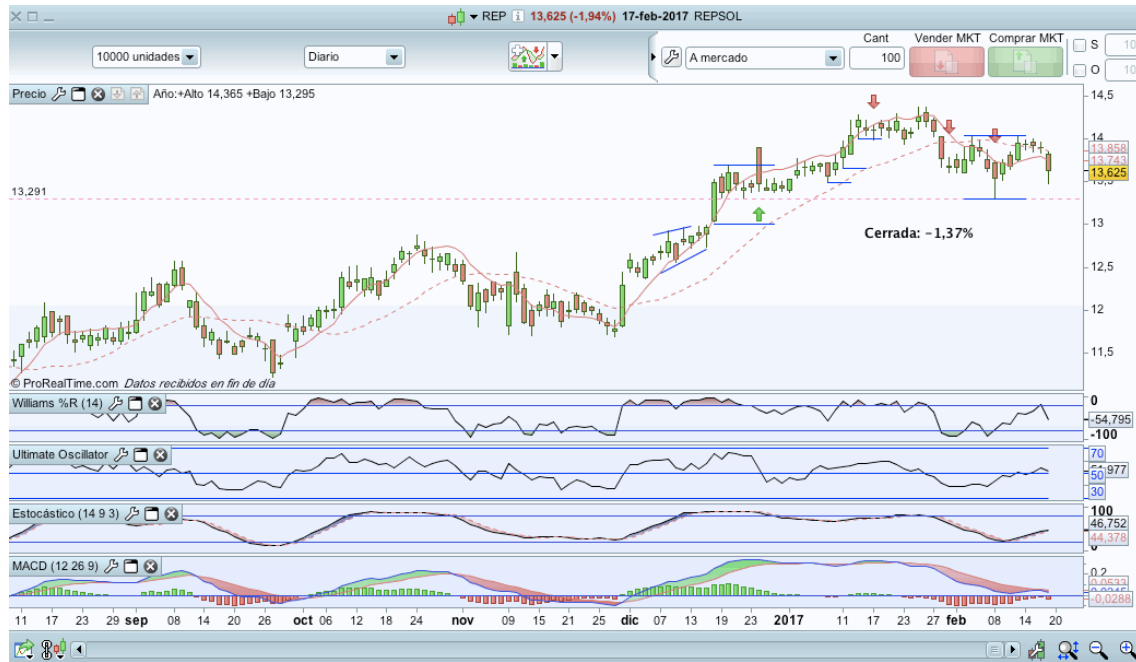 REP 13,625 (-1,94%) 17-feb-2017 REPSOL
10000 unidades
Diario
A mercado
Cant
100
Vender MKT
Comprar MKT
S
10
O
10
Precio
Año:+Alto 14,365 +Bajo 13,295
14,5
14
13,858
13,743
13,625
13,5
13,291
13
Cerrada: -1,37%
12,5
12
11,5
© ProRealTime.com Datos recibidos en fin de día
Williams %R (14)
0
-54,795
-100
Ultimate Oscillator
70
50
30
Estocástico (14 9 3)
100
46,752
44,378
0
MACD (12 26 9)
0,2
0,0533
-0,0288
11 17 23 29 sep 08 14 20 26 oct 06 12 18 24 nov 09 15 21 25 dic 07 13 19 23 2017 11 17 23 27 feb 08 14 20